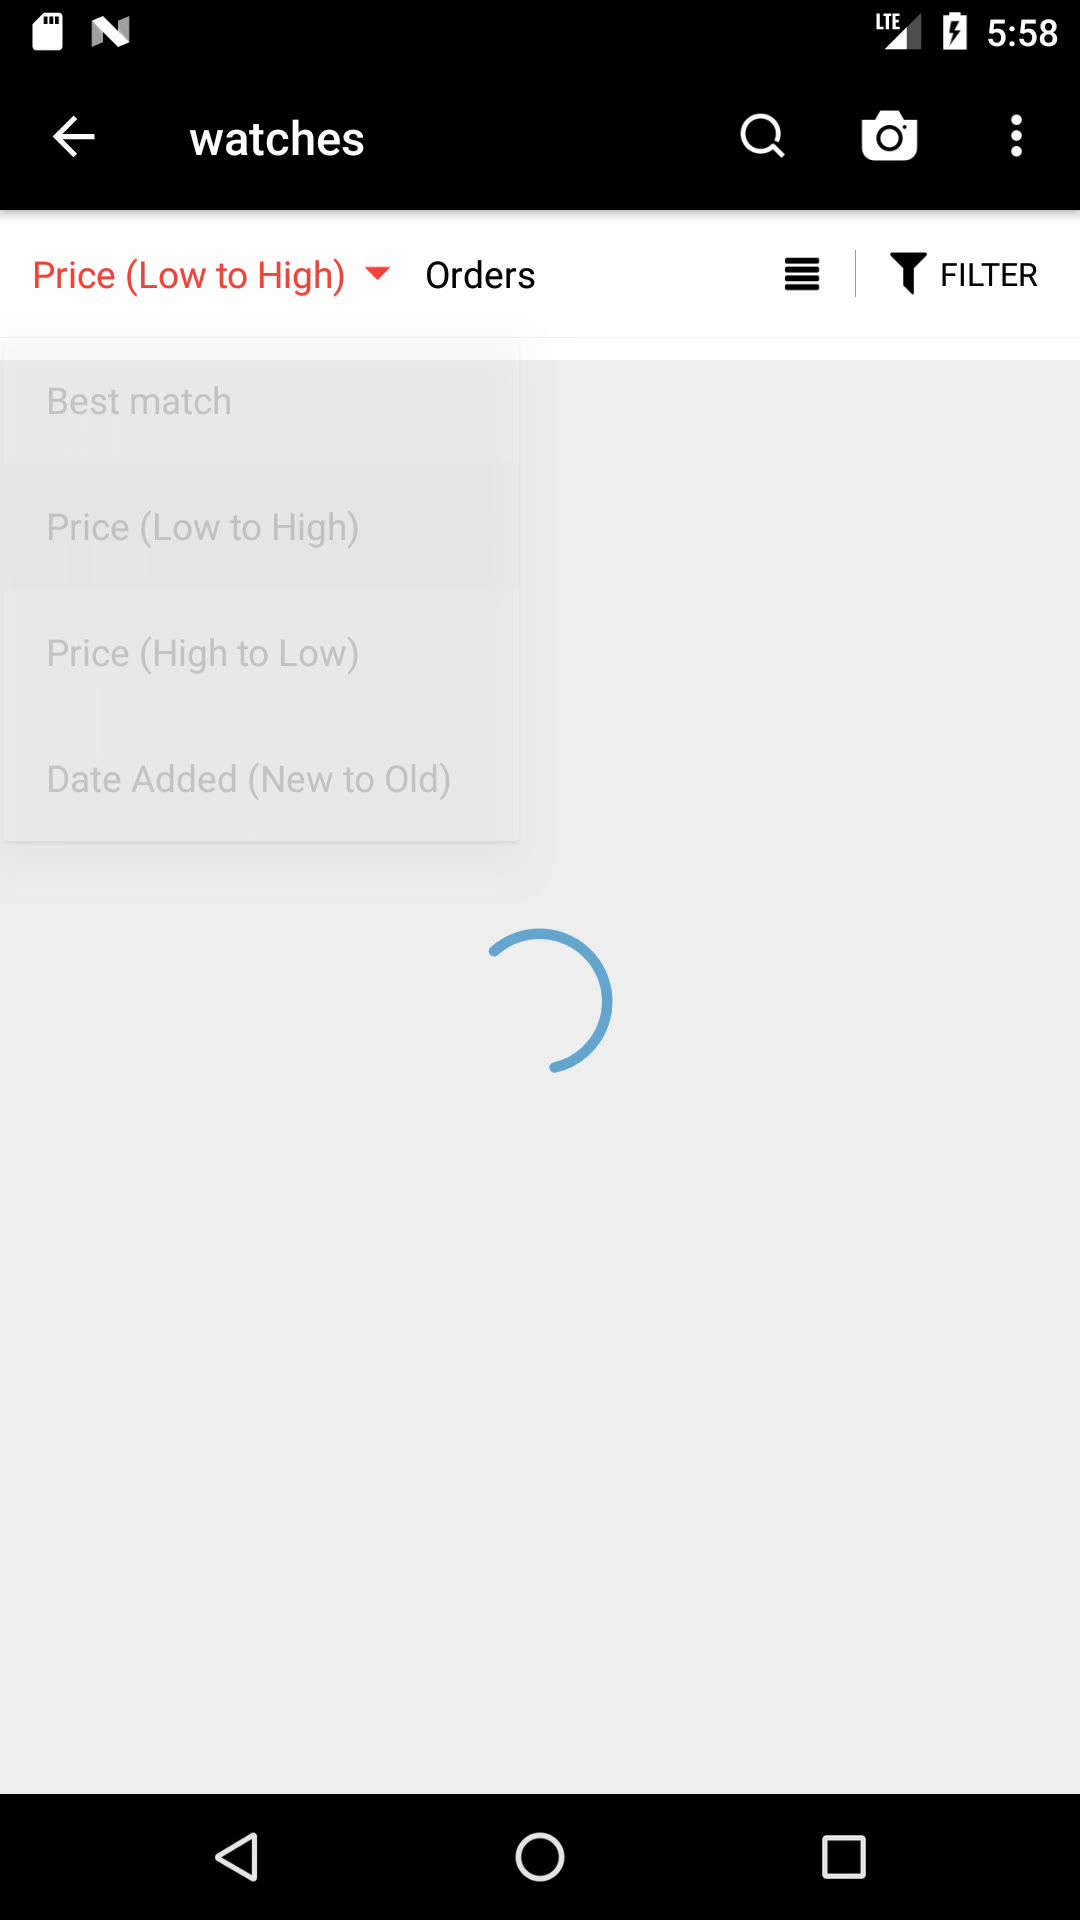 LTE 5:58
watches
Price (Low to High) Orders FILTER
Best match
Price (Low to High)
Price (High to Low)
Date Added (New to Old)